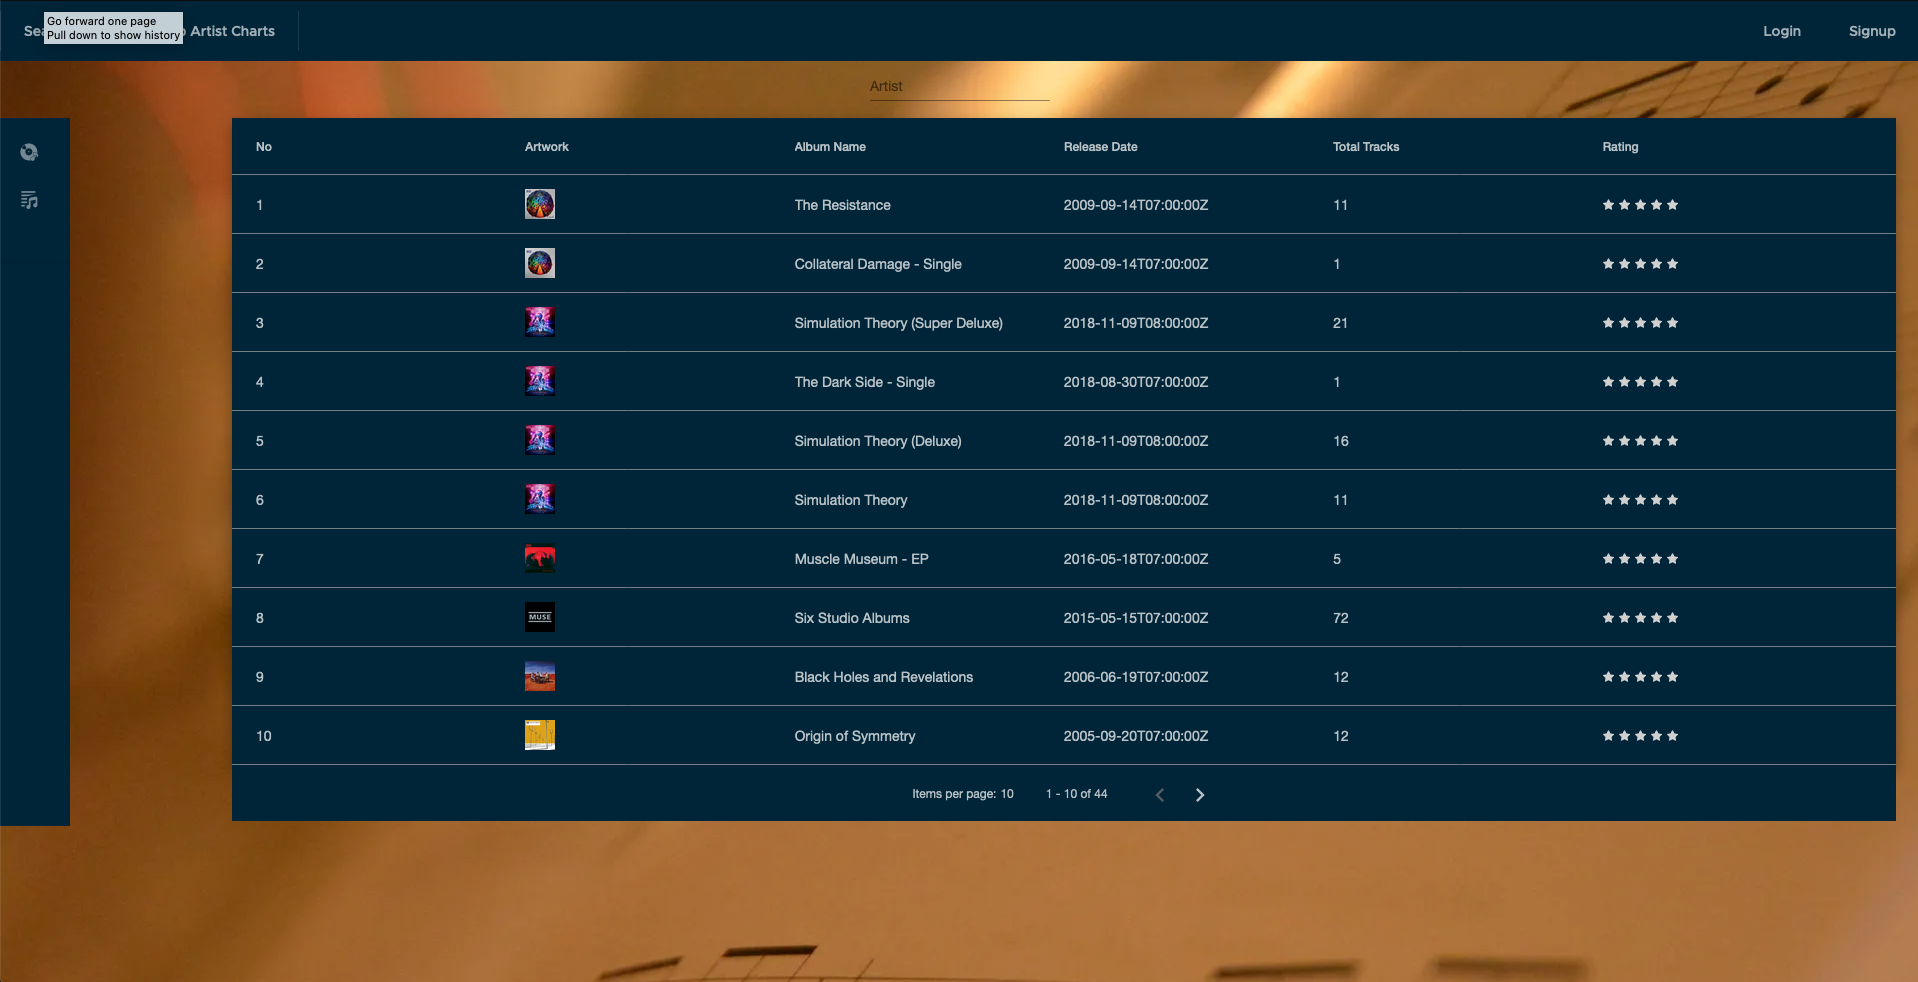 Go forward one page
Pull down to show history
Artist Charts
Login
Signup
Artist
No Artwork Album Name Release Date Total Tracks Rating
1 The Resistance 2009-09-14T07:00:00Z 11
2 Collateral Damage - Single 2009-09-14T07:00:00Z 1
3 Simulation Theory (Super Deluxe) 2018-11-09T08:00:00Z 21
4 The Dark Side - Single 2018-08-30T07:00:00Z 1
5 Simulation Theory (Deluxe) 2018-11-09T08:00:00Z 16
6 Simulation Theory 2018-11-09T08:00:00Z 11
7 Muscle Museum - EP 2016-05-18T07:00:00Z 5
8 MUSE Six Studio Albums 2015-05-15T07:00:00Z 72
9 Black Holes and Revelations 2006-06-19T07:00:00Z 12
10 Origin of Symmetry 2005-09-20T07:00:00Z 12
Items per page: 10 1 - 10 of 44